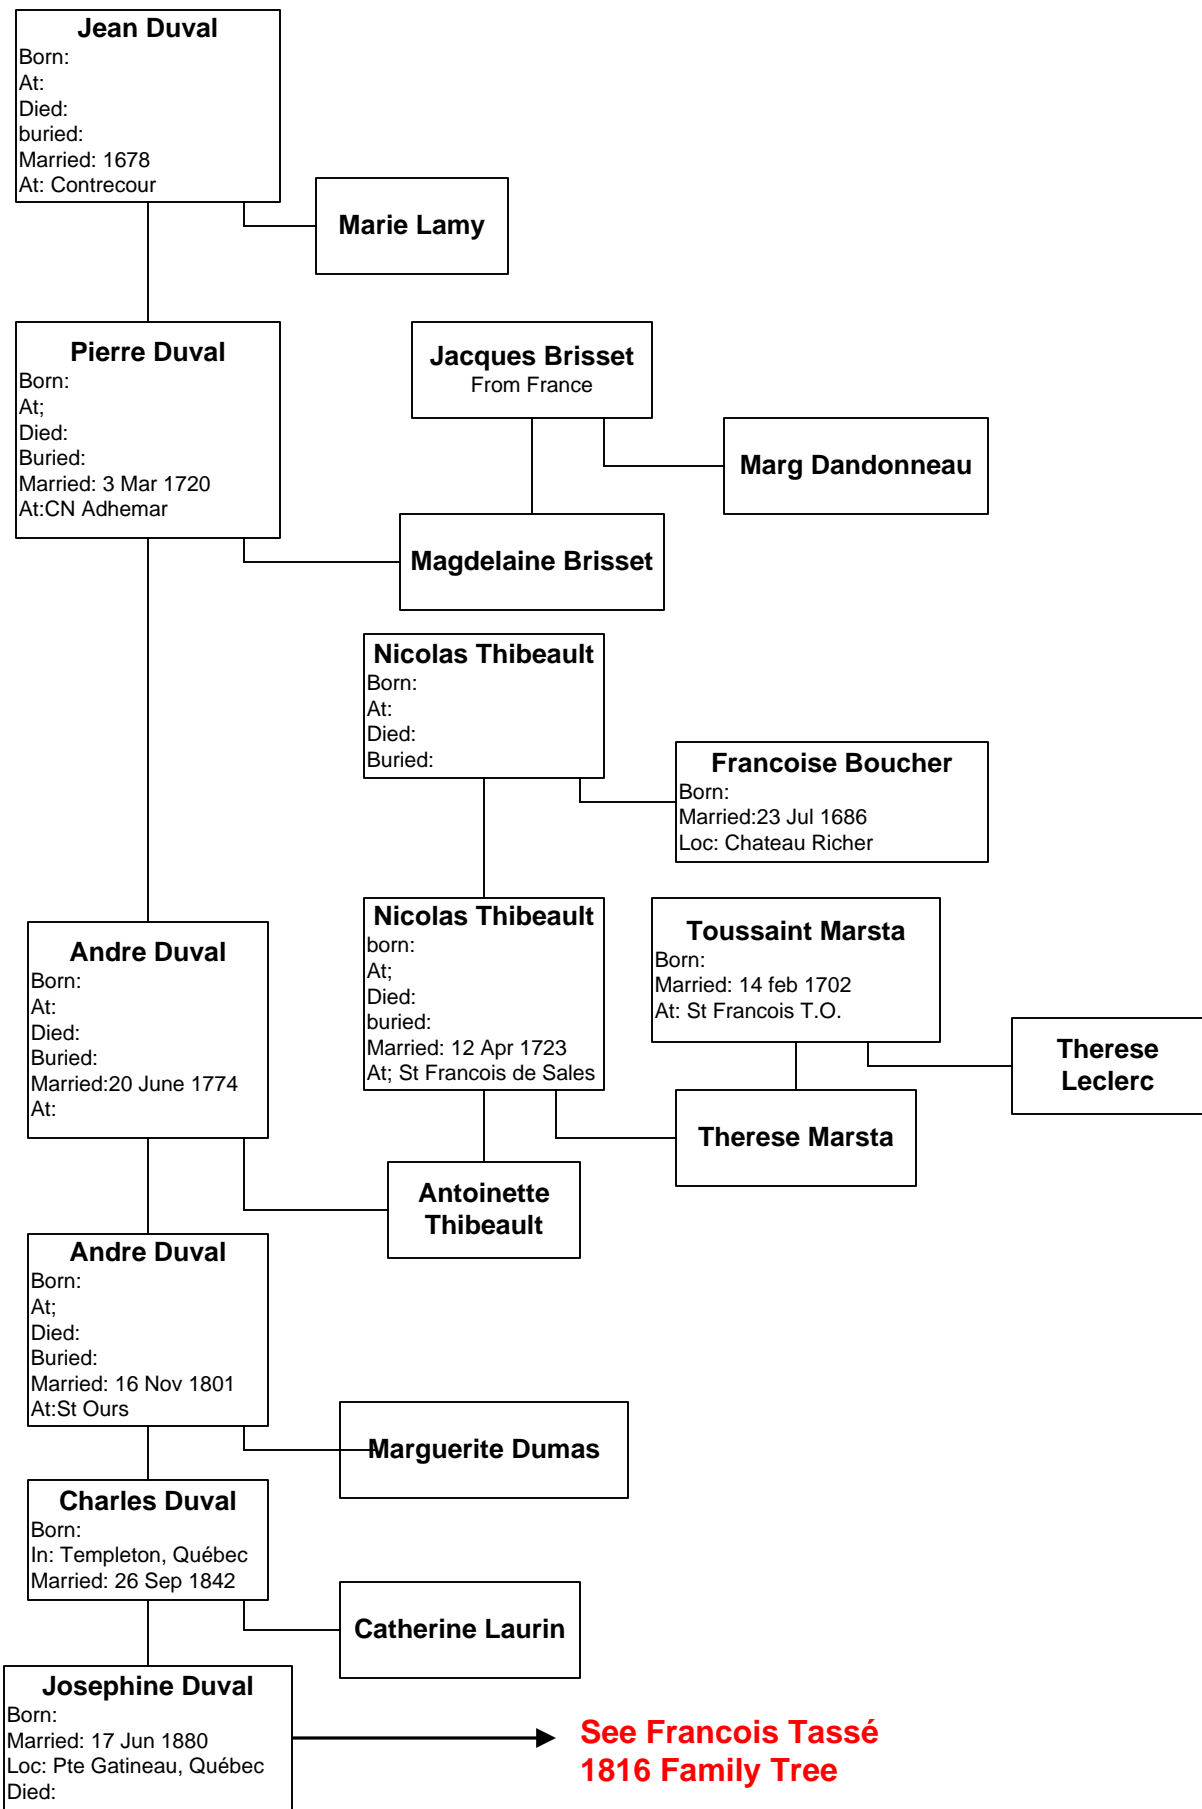 Jean Duval
Born:
At:
Died:
buried:
Married: 1678
At: Contrecour
Marie Lamy
Pierre Duval
Born:
At;
Died:
Buried:
Married: 3 Mar 1720
At:CN Adhemar
Jacques Brisset
From France
Marg Dandonneau
Magdelaine Brisset
Nicolas Thibeault
Born:
At:
Died:
Buried:
Francoise Boucher
Born:
Married:23 Jul 1686
Loc: Chateau Richer
Andre Duval
Born:
At:
Died:
Buried:
Married:20 June 1774
At:
Nicolas Thibeault
born:
At;
Died:
buried:
Married: 12 Apr 1723
At; St Francois de Sales
Toussaint Marsta
Born:
Married: 14 feb 1702
At: St Francois T.O.
Therese
Leclerc
Therese Marsta
Antoinette
Thibeault
Andre Duval
Born:
At;
Died:
Buried:
Married: 16 Nov 1801
At:St Ours
Marguerite Dumas
Charles Duval
Born:
In: Templeton, Québec
Married: 26 Sep 1842
Catherine Laurin
Josephine Duval
Born:
Married: 17 Jun 1880
Loc: Pte Gatineau, Québec
Died:
See Francois Tassé
1816 Family Tree